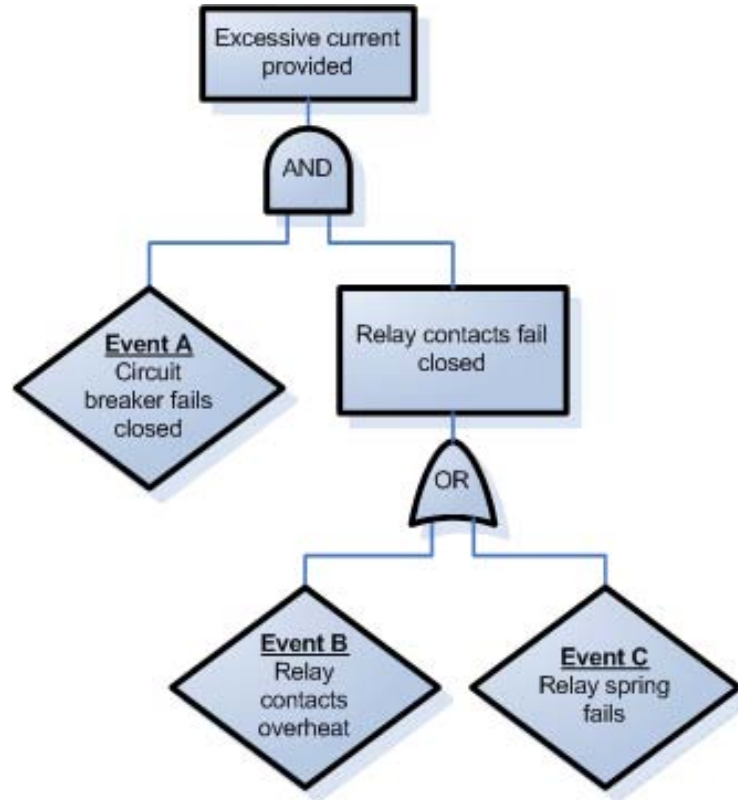 Excessive current
provided
AND
Event A
Circuit
breaker fails
closed
Relay contacts fail
closed
OR
Event B
Relay
contacts
overheat
Event C
Relay spring
fails